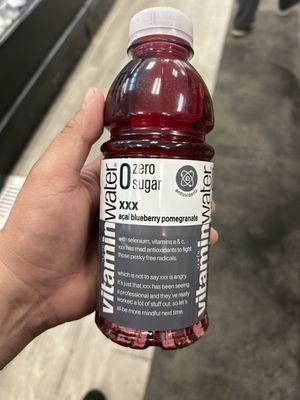 0 zero
sugar
antioxidants
xxx
açai blueberry pomegranate
with selenium, vitamins a & c,
xxx has mad antioxidants to fight
those pesky free radicals.
which is not to say xxx is angry.
it's just that xxx has been seeing
a professional and they've really
worked a lot of stuff out. so let's
all be more mindful next time.
vitaminwater
vitaminwater